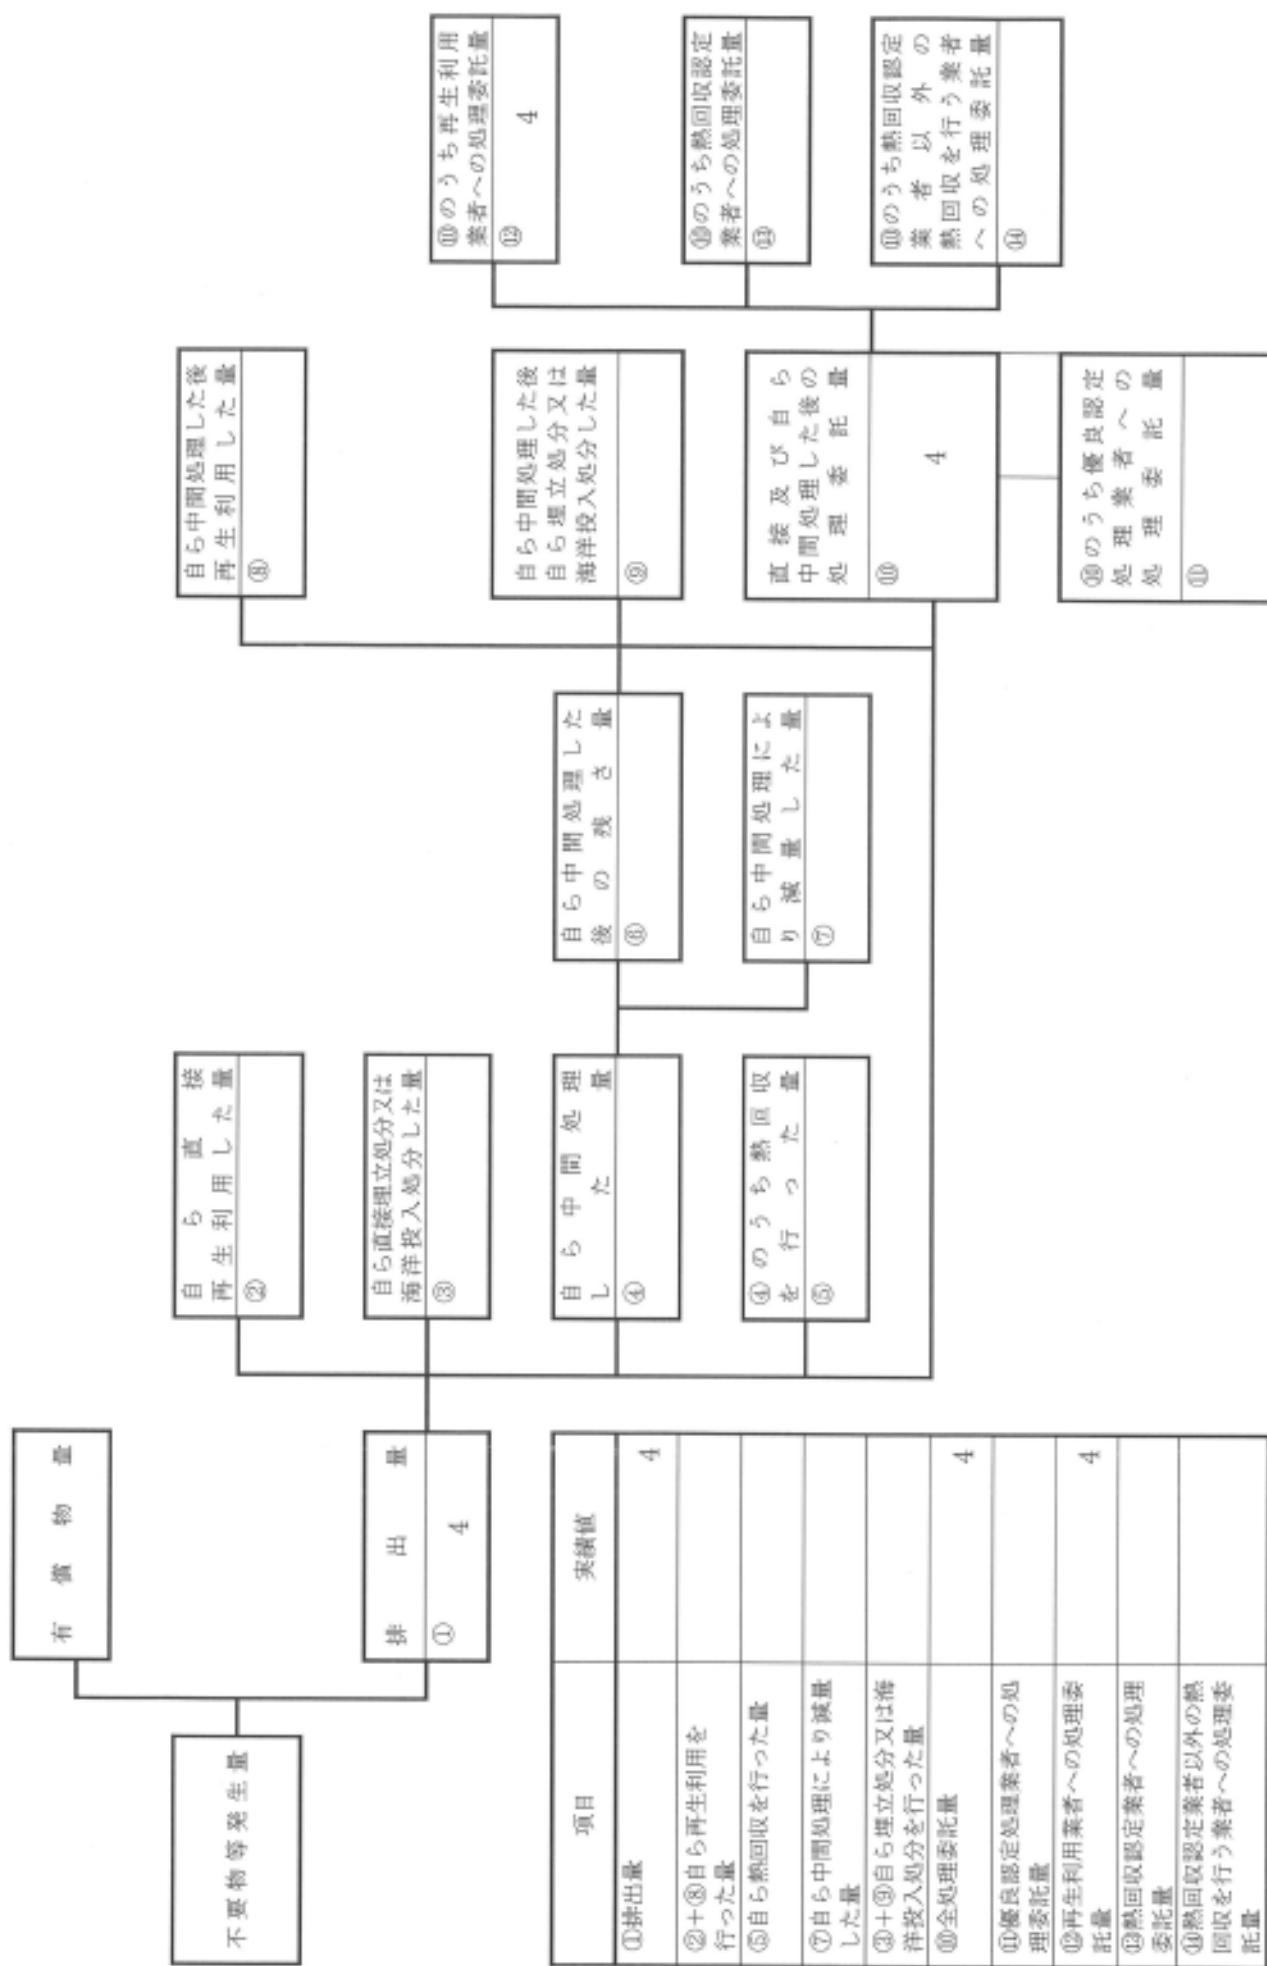 有償物量
不要物等発生量
排出量
① 4
自ら直接
再生利用した量
②
自ら直接埋立処分又は
海洋投入処分した量
③
自ら中間処理
した量
④
④のうち熱回収
を行った量
⑤
自ら中間処理した
後の残さ量
⑥
自ら中間処理によ
り減量した量
⑦
自ら中間処理した後
再生利用した量
⑧
自ら中間処理した後
自ら埋立処分又は
海洋投入処分した量
⑨
直接及び自ら
中間処理した後の
処理委託量
⑩ 4
⑩のうち優良認定
処理業者への
処理委託量
⑪
⑩のうち再生利用
業者への処理委託量
⑫ 4
⑩のうち熱回収認定
業者への処理委託量
⑬
⑩のうち熱回収認定
業者以外の
熱回収を行う業者
への処理委託量
⑭
項目 実績値
①排出量 4
②+⑧自ら再生利用を
行った量
⑤自ら熱回収を行った量
⑦自ら中間処理により減量
した量
③+⑨自ら埋立処分又は海
洋投入処分を行った量
⑩全処理委託量 4
⑪優良認定処理業者への処
理委託量
⑫再生利用業者への処理委
託量 4
⑬熱回収認定業者への処理
委託量
⑭熱回収認定業者以外の熱
回収を行う業者への処理委
託量